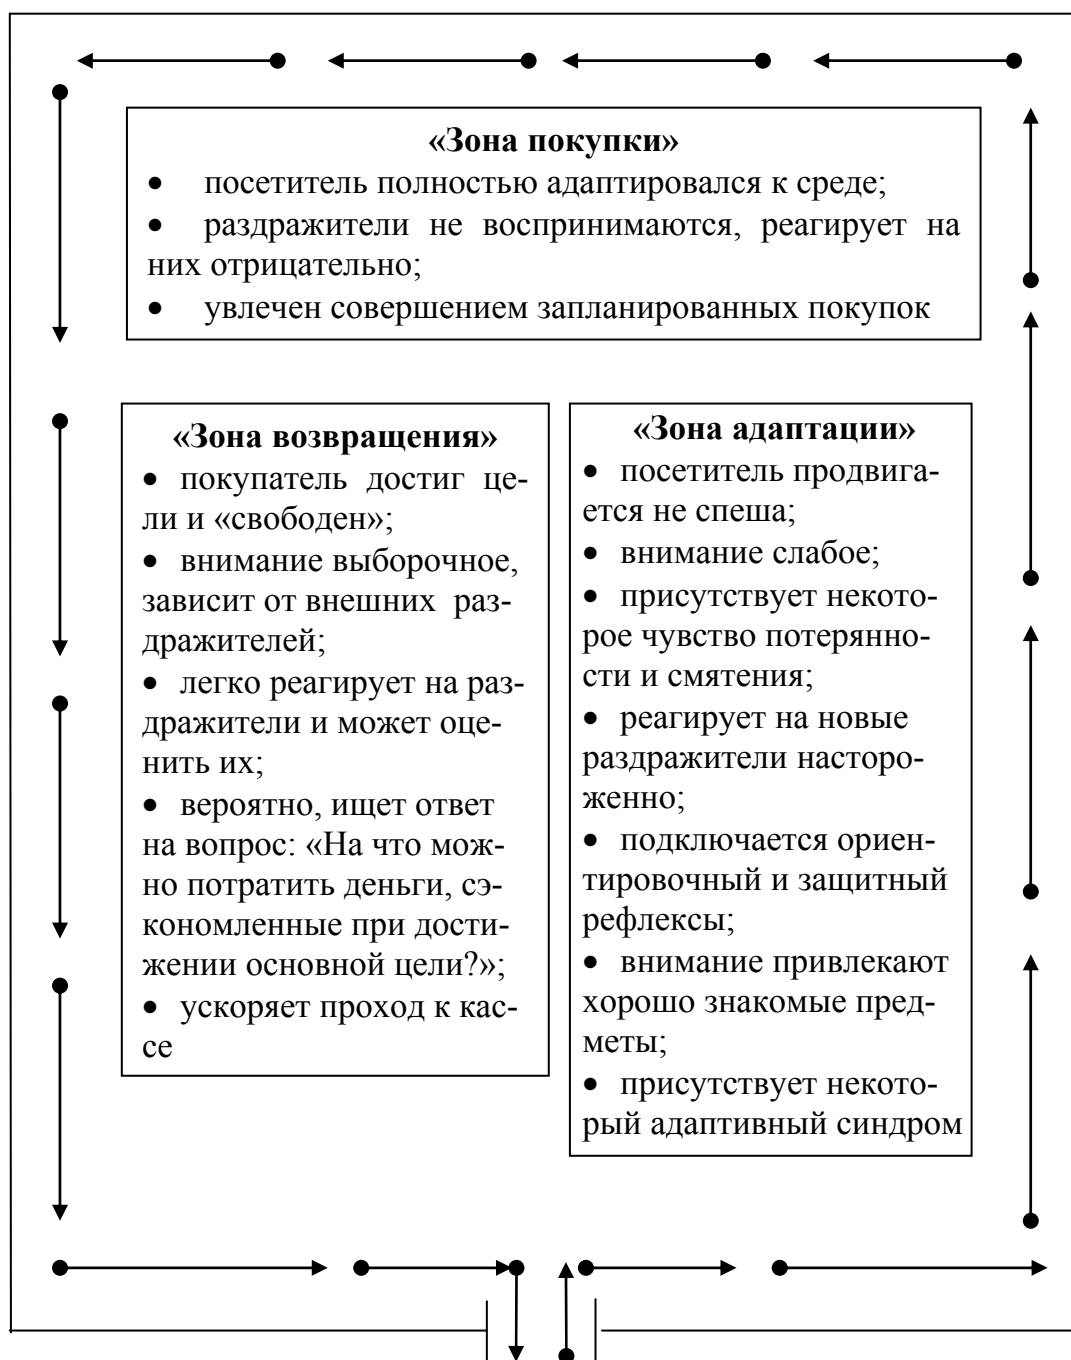 «Зона покупки»
• посетитель полностью адаптировался к среде;
• раздражители не воспринимаются, реагирует на
них отрицательно;
• увлечен совершением запланированных покупок
«Зона возвращения»
• покупатель достиг це-
ли и «свободен»;
• внимание выборочное,
зависит от внешних раз-
дражителей;
• легко реагирует на раз-
дражители и может оце-
нить их;
• вероятно, ищет ответ
на вопрос: «На что мож-
но потратить деньги, сэ-
кономленные при дости-
жении основной цели?»;
• ускоряет проход к кас-
се
«Зона адаптации»
• посетитель продвига-
ется не спеша;
• внимание слабое;
• присутствует некото-
рое чувство потерянно-
сти и смятения;
• реагирует на новые
раздражители насторо-
женно;
• подключается ориен-
тировочный и защитный
рефлексы;
• внимание привлекают
хорошо знакомые пред-
меты;
• присутствует некото-
рый адаптивный синдром